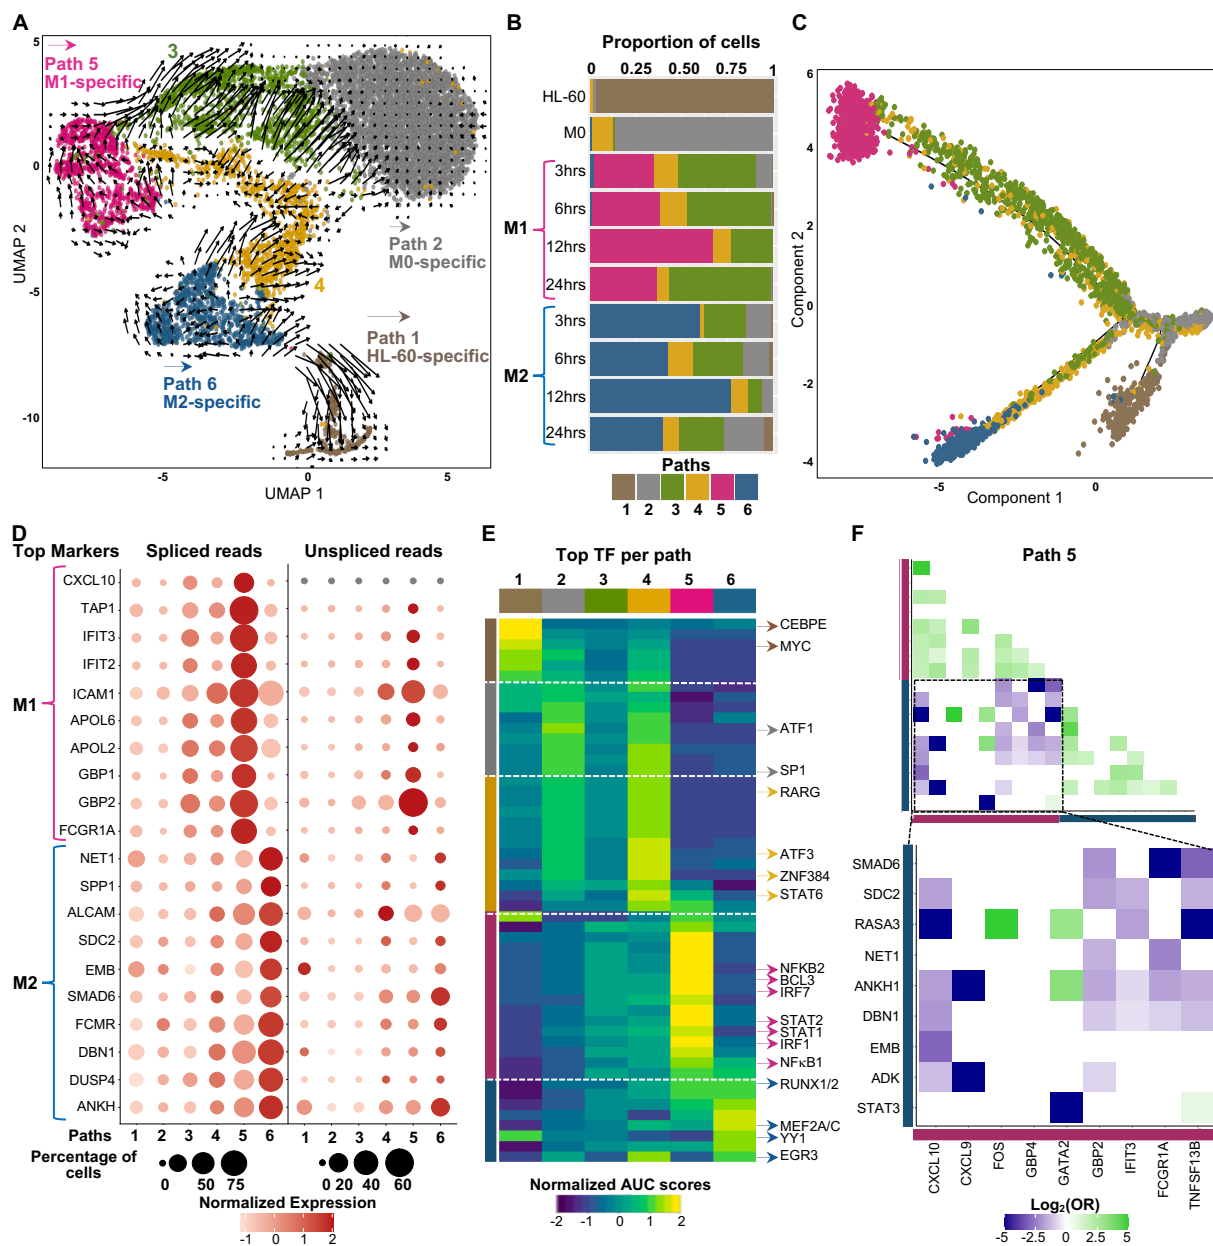 A
5
0
-5
-10
UMAP 2
-10
-5
0
5
UMAP 1
Path 5
M1-specific
3
Path 2
M0-specific
4
Path 1
HL-60-specific
Path 6
M2-specific
B
Proportion of cells
0 0.25 0.50 0.75 1
HL-60
M0
M1
3hrs
6hrs
12hrs
24hrs
M2
3hrs
6hrs
12hrs
24hrs
Paths
1 2 3 4 5 6
C
6
4
2
0
-2
-4
Component 2
-5 0
Component 1
D
Top Markers Spliced reads Unspliced reads
M1
CXCL10
TAP1
IFIT3
IFIT2
ICAM1
APOL6
APOL2
GBP1
GBP2
FCGR1A
M2
NET1
SPP1
ALCAM
SDC2
EMB
SMAD6
FCMR
DBN1
DUSP4
ANKH
Paths 1 2 3 4 5 6 1 2 3 4 5 6
Percentage of
cells
0 25 50 75 0 20 40 60
Normalized Expression
-1 0 1 2
E
Top TF per path
1 2 3 4 5 6
CEBPE
MYC
ATF1
SP1
RARG
ATF3
ZNF384
STAT6
NFKB2
BCL3
IRF7
STAT2
STAT1
IRF1
NFκB1
RUNX1/2
MEF2A/C
YY1
EGR3
Normalized AUC scores
-2 -1 0 1 2
F
Path 5
SMAD6
SDC2
RASA3
NET1
ANKH1
DBN1
EMB
ADK
STAT3
CXCL10
CXCL9
FOS
GBP4
GATA2
GBP2
IFIT3
FCGR1A
TNFSF13B
Log₂(OR)
-5 -2.5 0 2.5 5